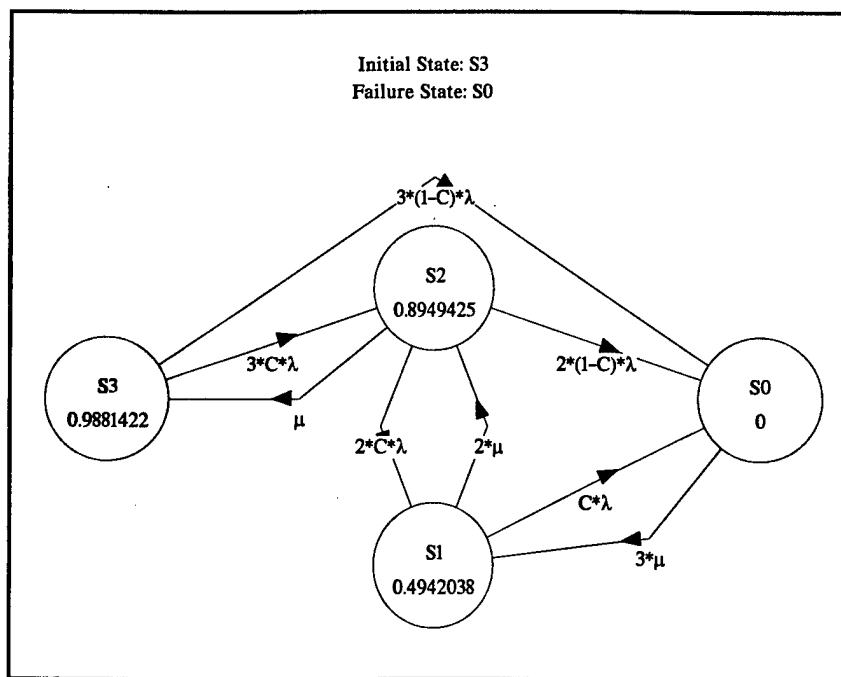 Initial State: S3
Failure State: S0
3*(1–C)*λ
S2
0.8949425
3*C*λ
2*(1–C)*λ
S3
0.9881422
S0
0
μ
2*C*λ
2*μ
C*λ
S1
0.4942038
3*μ